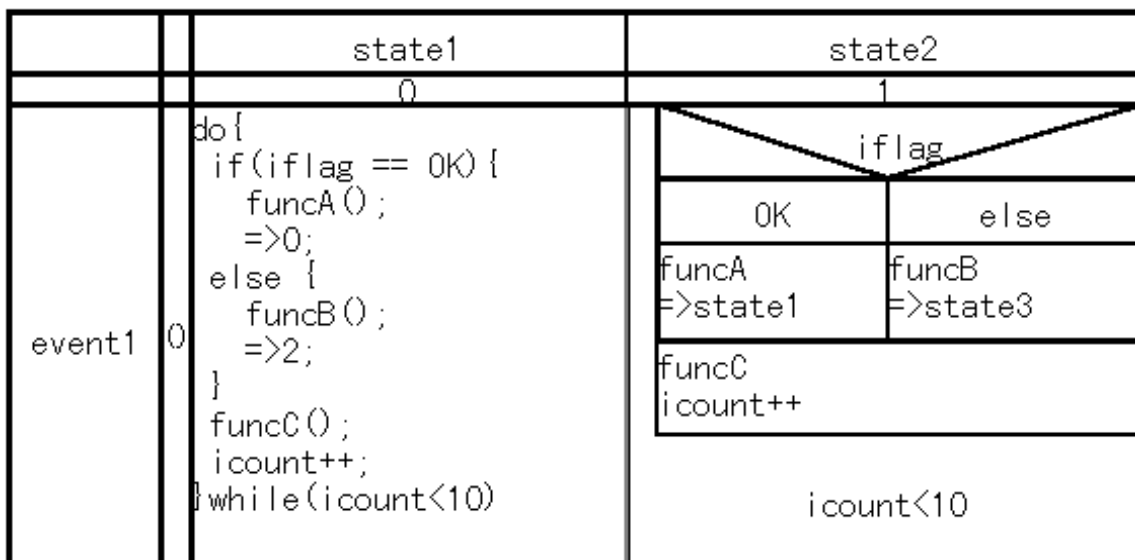 state1 state2
0 1
event1 0
do{
if(iflag == OK){
funcA();
=>0;
else {
funcB();
=>2;
}
funcC();
icount++;
}while(icount<10)
iflag
OK else
funcA funcB
=>state1 =>state3
funcC
icount++
icount<10